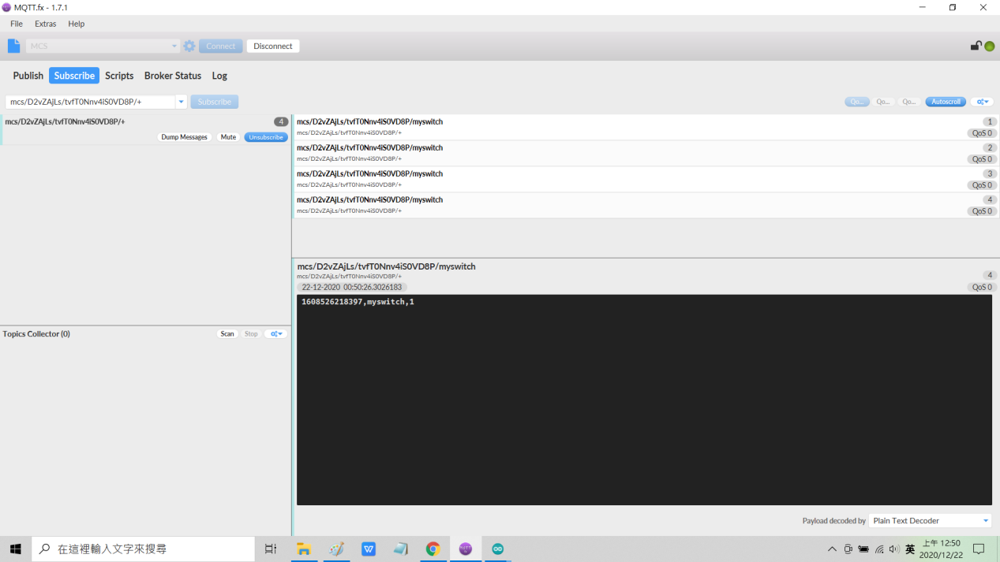 MQTT.fx - 1.7.1
File Extras Help
MCS Connect Disconnect
Publish Subscribe Scripts Broker Status Log
mcs/D2vZAjLs/tvfT0Nnv4iS0VD8P/+ Subscribe Qo... Qo... Qo... Autoscroll
mcs/D2vZAjLs/tvfT0Nnv4iS0VD8P/+ 4
Dump Messages Mute Unsubscribe
mcs/D2vZAjLs/tvfT0Nnv4iS0VD8P/myswitch 1
mcs/D2vZAjLs/tvfT0Nnv4iS0VD8P/+ QoS 0
mcs/D2vZAjLs/tvfT0Nnv4iS0VD8P/myswitch 2
mcs/D2vZAjLs/tvfT0Nnv4iS0VD8P/+ QoS 0
mcs/D2vZAjLs/tvfT0Nnv4iS0VD8P/myswitch 3
mcs/D2vZAjLs/tvfT0Nnv4iS0VD8P/+ QoS 0
mcs/D2vZAjLs/tvfT0Nnv4iS0VD8P/myswitch 4
mcs/D2vZAjLs/tvfT0Nnv4iS0VD8P/+ QoS 0
mcs/D2vZAjLs/tvfT0Nnv4iS0VD8P/myswitch
mcs/D2vZAjLs/tvfT0Nnv4iS0VD8P/+ 4
22-12-2020 00:50:26.3026183 QoS 0
1608526218397,myswitch,1
Topics Collector (0) Scan Stop
Payload decoded by Plain Text Decoder
在這裡輸入文字來搜尋
英
上午 12:50
2020/12/22